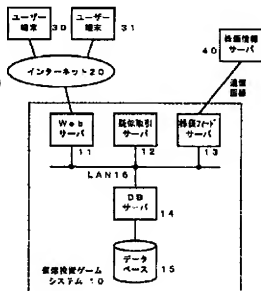 ユーザー
端末
30
ユーザー
端末
31
株価情報
サーバ
40
インターネット20
通信
回線
Web
サーバ
11
疑似取引
サーバ
12
株価フィード
サーバ
13
LAN16
DB
サーバ
14
データ
ベース
15
仮想投資ゲーム
システム 10